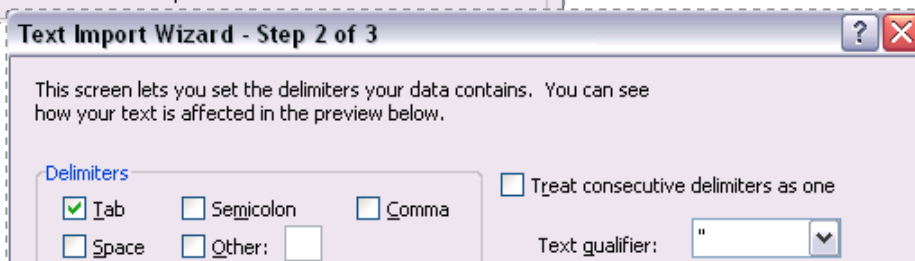 Text Import Wizard - Step 2 of 3
This screen lets you set the delimiters your data contains. You can see
how your text is affected in the preview below.
Delimiters
Tab Semicolon Comma
Space Other:
Treat consecutive delimiters as one
Text qualifier: "